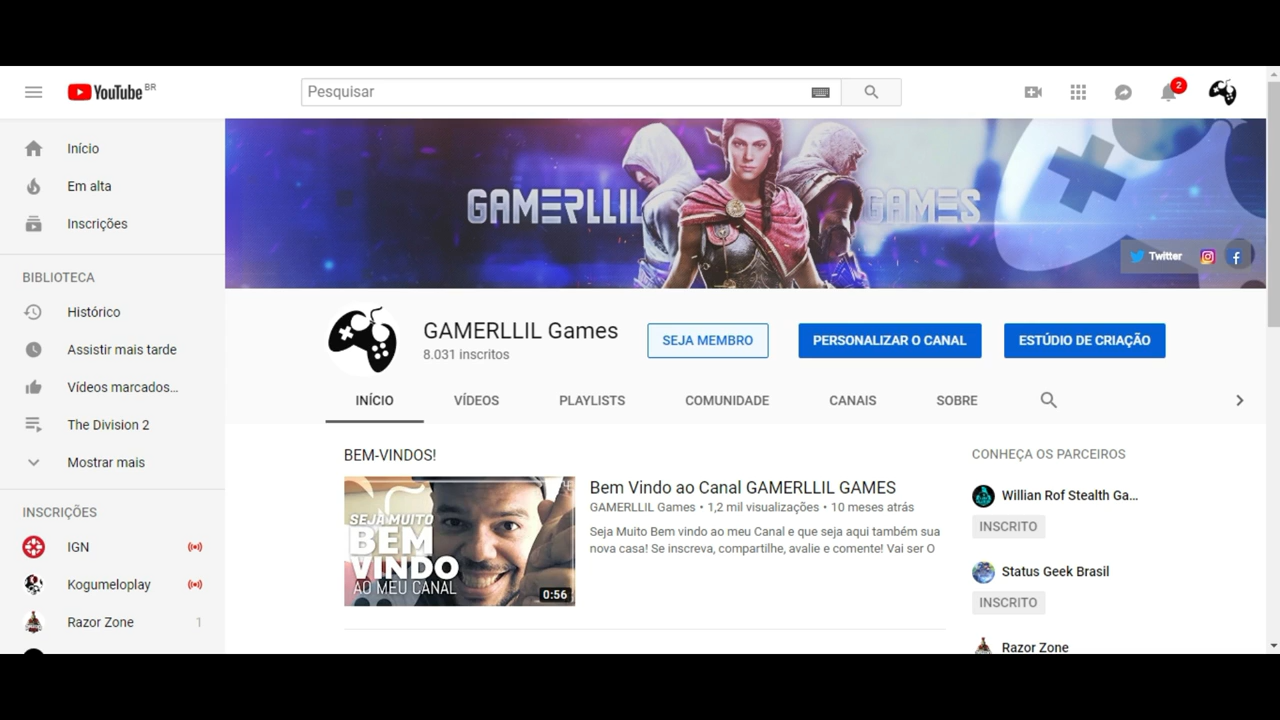 YouTube BR
Pesquisar
2
Início
Em alta
Inscrições
BIBLIOTECA
Histórico
Assistir mais tarde
Vídeos marcados...
The Division 2
Mostrar mais
INSCRIÇÕES
IGN
Kogumeloplay
Razor Zone 1
GAMERLLIL GAMES
Twitter
GAMERLLIL Games
8.031 inscritos
SEJA MEMBRO
PERSONALIZAR O CANAL
ESTÚDIO DE CRIAÇÃO
INÍCIO VÍDEOS PLAYLISTS COMUNIDADE CANAIS SOBRE
BEM-VINDOS!
SEJA MUITO
BEM
VINDO
AO MEU CANAL
0:56
Bem Vindo ao Canal GAMERLLIL GAMES
GAMERLLIL Games • 1,2 mil visualizações • 10 meses atrás
Seja Muito Bem vindo ao meu Canal e que seja aqui também sua
nova casa! Se inscreva, compartilhe, avalie e comente! Vai ser O
CONHEÇA OS PARCEIROS
Willian Rof Stealth Ga...
INSCRITO
Status Geek Brasil
INSCRITO
Razor Zone